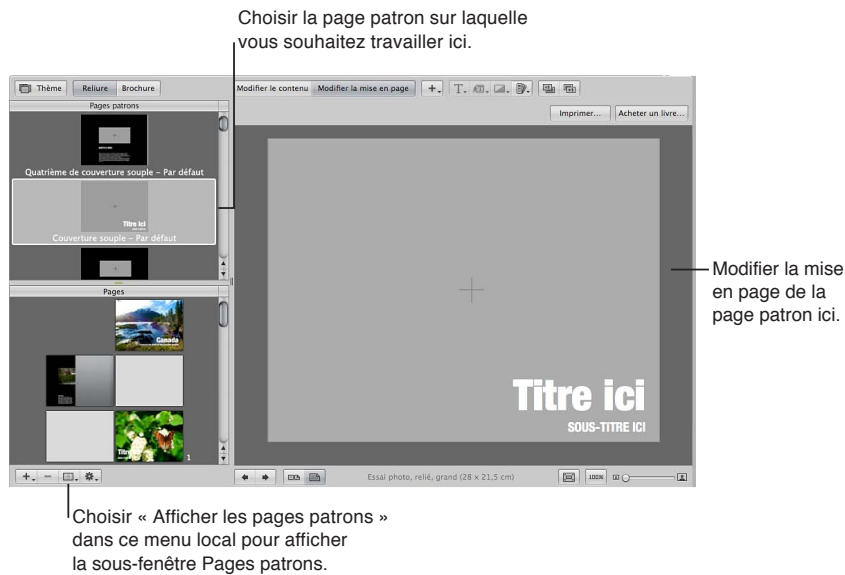 Choisir la page patron sur laquelle
vous souhaitez travailler ici.
Thème
Reliure
Brochure
Modifier le contenu
Modifier la mise en page
Pages patrons
Imprimer...
Acheter un livre...
Quatrième de couverture souple – Par défaut
Titre ici
Couverture souple – Par défaut
Pages
Canada
1
Titre ici
SOUS-TITRE ICI
Modifier la mise
en page de la
page patron ici.
Essai photo, relié, grand (28 x 21,5 cm)
100%
Choisir « Afficher les pages patrons »
dans ce menu local pour afficher
la sous-fenêtre Pages patrons.